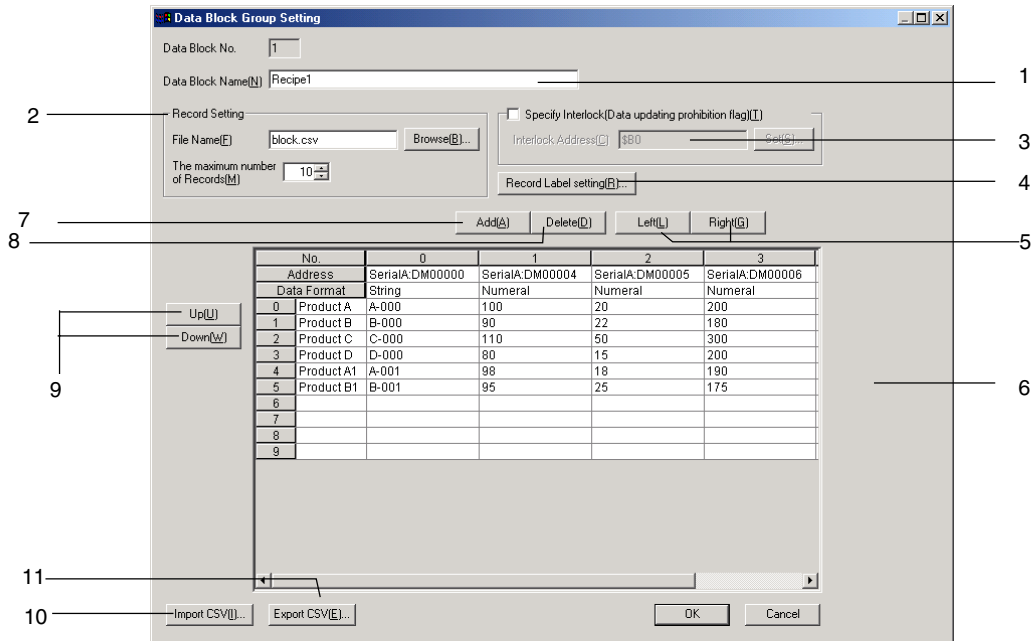 Data Block Group Setting
Data Block No. 1
Data Block Name(N) Recipe1 1
2 Record Setting Specify Interlock(Data updating prohibition flag)(T)
File Name(F) block.csv Browse(B)... Interlock Address(C) $B0 Set(S)... 3
The maximum number
of Records(M) 10
Record Label setting(R)... 4
7 Add(A) Delete(D) Left(L) Right(G) 5
8
No. 0 1 2 3
Address SerialA:DM00000 SerialA:DM00004 SerialA:DM00005 SerialA:DM00006
Data Format String Numeral Numeral Numeral
0 Product A A-000 100 20 200
1 Product B B-000 90 22 180
2 Product C C-000 110 50 300
3 Product D D-000 80 15 200
4 Product A1 A-001 98 18 190
5 Product B1 B-001 95 25 175
6
7
8
9
Up(U)
Down(W)
9
6
11
10 Import CSV(I)... Export CSV(E)... OK Cancel